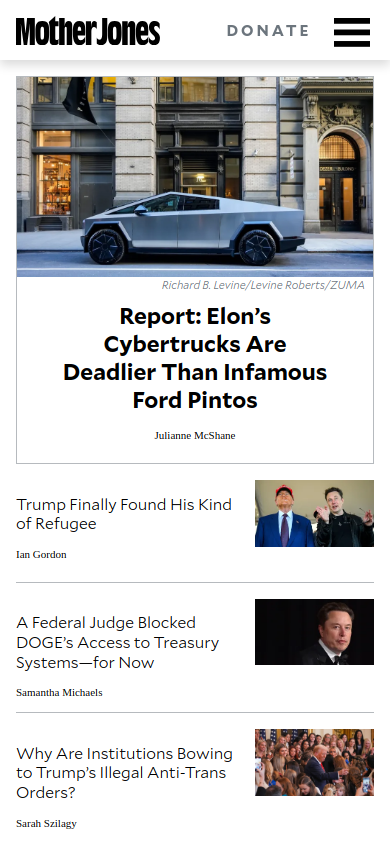 Mother Jones
DONATE
Richard B. Levine/Levine Roberts/ZUMA
Report: Elon’s
Cybertrucks Are
Deadlier Than Infamous
Ford Pintos
Julianne McShane
Trump Finally Found His Kind
of Refugee
Ian Gordon
A Federal Judge Blocked
DOGE’s Access to Treasury
Systems—for Now
Samantha Michaels
Why Are Institutions Bowing
to Trump’s Illegal Anti-Trans
Orders?
Sarah Szilagy